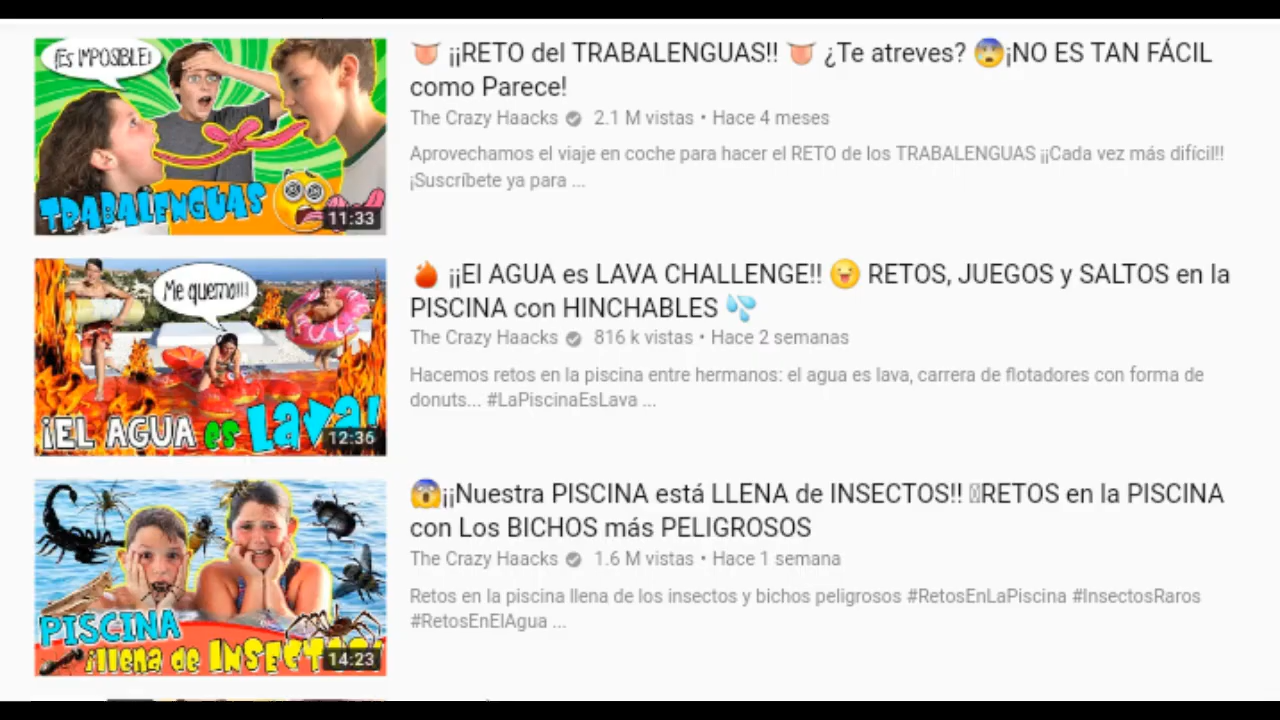 ¡Es IMPOSIBLE!
TRABALENGUAS
11:33
👅 ¡¡RETO del TRABALENGUAS!! 👅 ¿Te atreves? 😨¡NO ES TAN FÁCIL
como Parece!
The Crazy Haacks 2.1 M vistas • Hace 4 meses
Aprovechamos el viaje en coche para hacer el RETO de los TRABALENGUAS ¡¡Cada vez más difícil!!
¡Suscríbete ya para ...
Me quemo!!!
¡EL AGUA es Lava!
12:36
🔥 ¡¡El AGUA es LAVA CHALLENGE!! 😜 RETOS, JUEGOS y SALTOS en la
PISCINA con HINCHABLES 💦
The Crazy Haacks 816 k vistas • Hace 2 semanas
Hacemos retos en la piscina entre hermanos: el agua es lava, carrera de flotadores con forma de
donuts... #LaPiscinaEsLava ...
PISCINA
¡llena de INSECTOS!
14:23
😱¡¡Nuestra PISCINA está LLENA de INSECTOS!! RETOS en la PISCINA
con Los BICHOS más PELIGROSOS
The Crazy Haacks 1.6 M vistas • Hace 1 semana
Retos en la piscina llena de los insectos y bichos peligrosos #RetosEnLaPiscina #InsectosRaros
#RetosEnElAgua ...